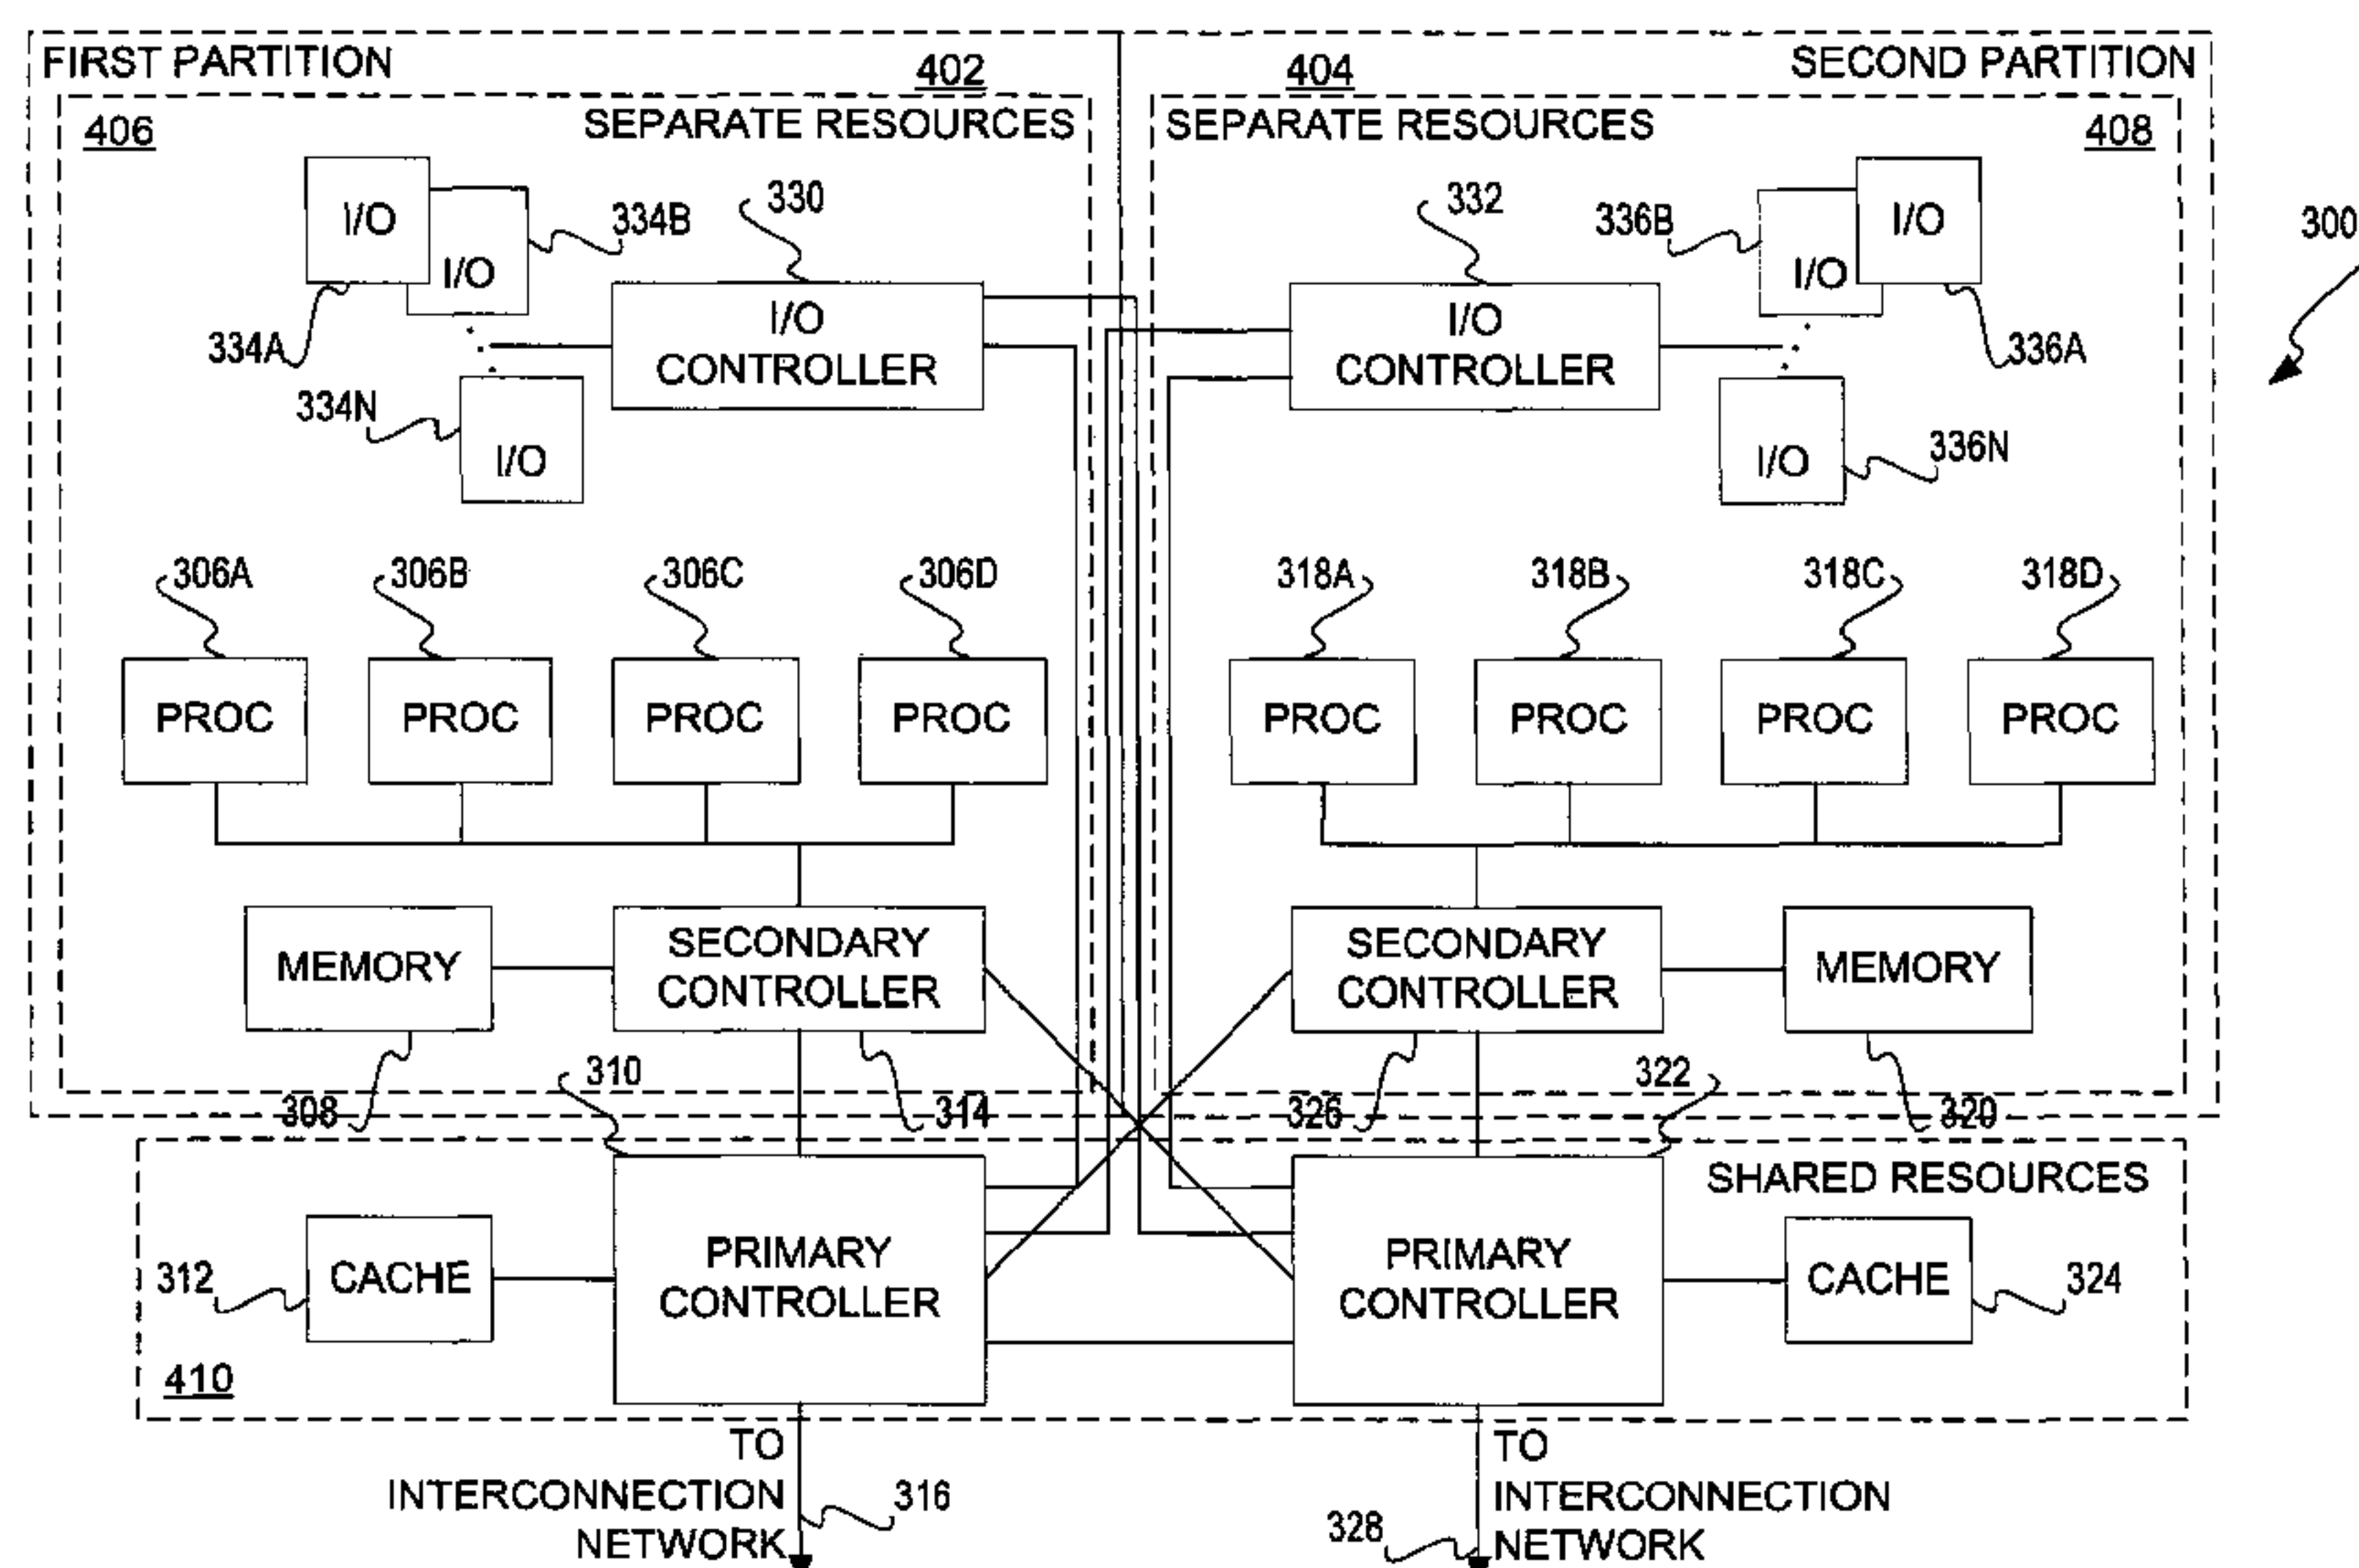 FIRST PARTITION
402
404
SECOND PARTITION
406
SEPARATE RESOURCES
SEPARATE RESOURCES
408
I/O
I/O
334B
330
332
336B
I/O
I/O
300
334A
I/O
CONTROLLER
I/O
CONTROLLER
336A
334N
I/O
336N
I/O
306A
306B
306C
306D
318A
318B
318C
318D
PROC
PROC
PROC
PROC
PROC
PROC
PROC
PROC
MEMORY
SECONDARY
CONTROLLER
SECONDARY
CONTROLLER
MEMORY
308
310
314
326
322
320
SHARED RESOURCES
312
CACHE
PRIMARY
CONTROLLER
PRIMARY
CONTROLLER
CACHE
324
410
TO
INTERCONNECTION
NETWORK
316
328
TO
INTERCONNECTION
NETWORK